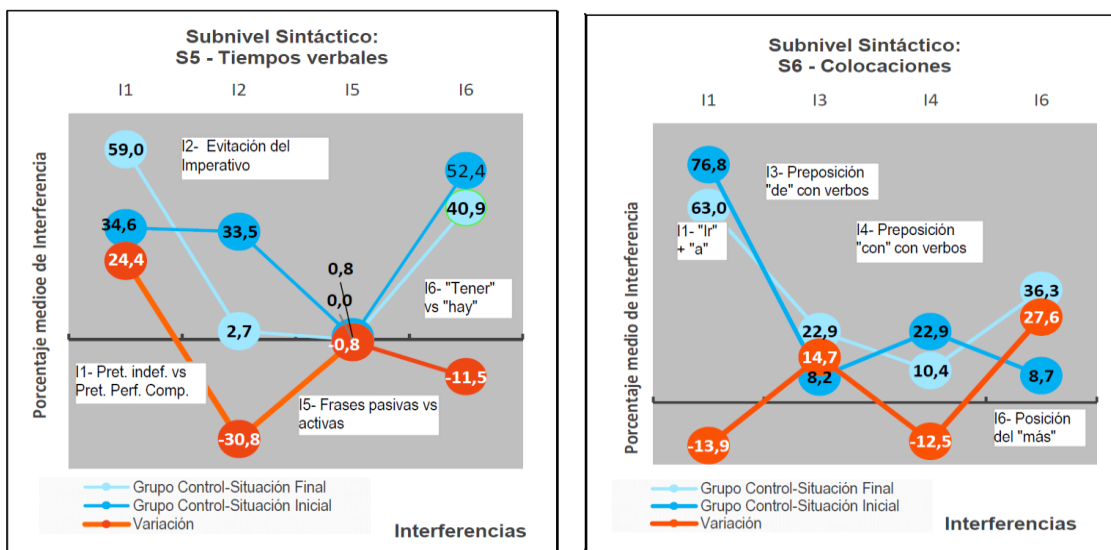 Subnivel Sintáctico:
S5 - Tiempos verbales
I1 I2 I5 I6
Porcentaje medioe de Interferencia
59,0
I2- Evitación del
Imperativo
52,4
34,6
33,5
40,9
24,4
0,8
0,0
I6- "Tener"
vs "hay"
2,7
-0,8
I1- Pret. indef. vs
Pret. Perf. Comp.
-11,5
I5- Frases pasivas vs
activas
-30,8
Grupo Control-Situación Final
Grupo Control-Situación Inicial
Variación
Interferencias
Subnivel Sintáctico:
S6 - Colocaciones
I1 I3 I4 I6
Porcentaje medio de Interferencia
76,8
I3- Preposición
"de" con verbos
63,0
I1- "Ir"
+ "a"
I4- Preposición
"con" con verbos
36,3
22,9
22,9
27,6
14,7
8,2
10,4
8,7
I6- Posición
del "más"
-13,9
-12,5
Grupo Control-Situación Final
Grupo Control-Situación Inicial
Variación
Interferencias